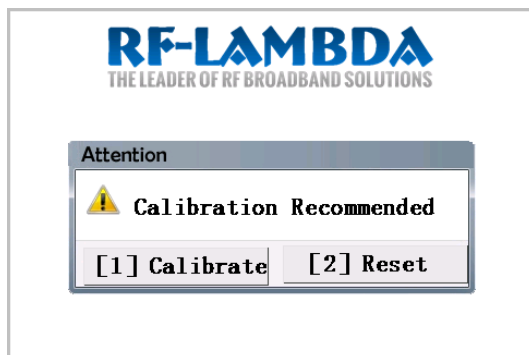 RF-LAMBDA
THE LEADER OF RF BROADBAND SOLUTIONS
Attention
Calibration Recommended
[1] Calibrate [2] Reset